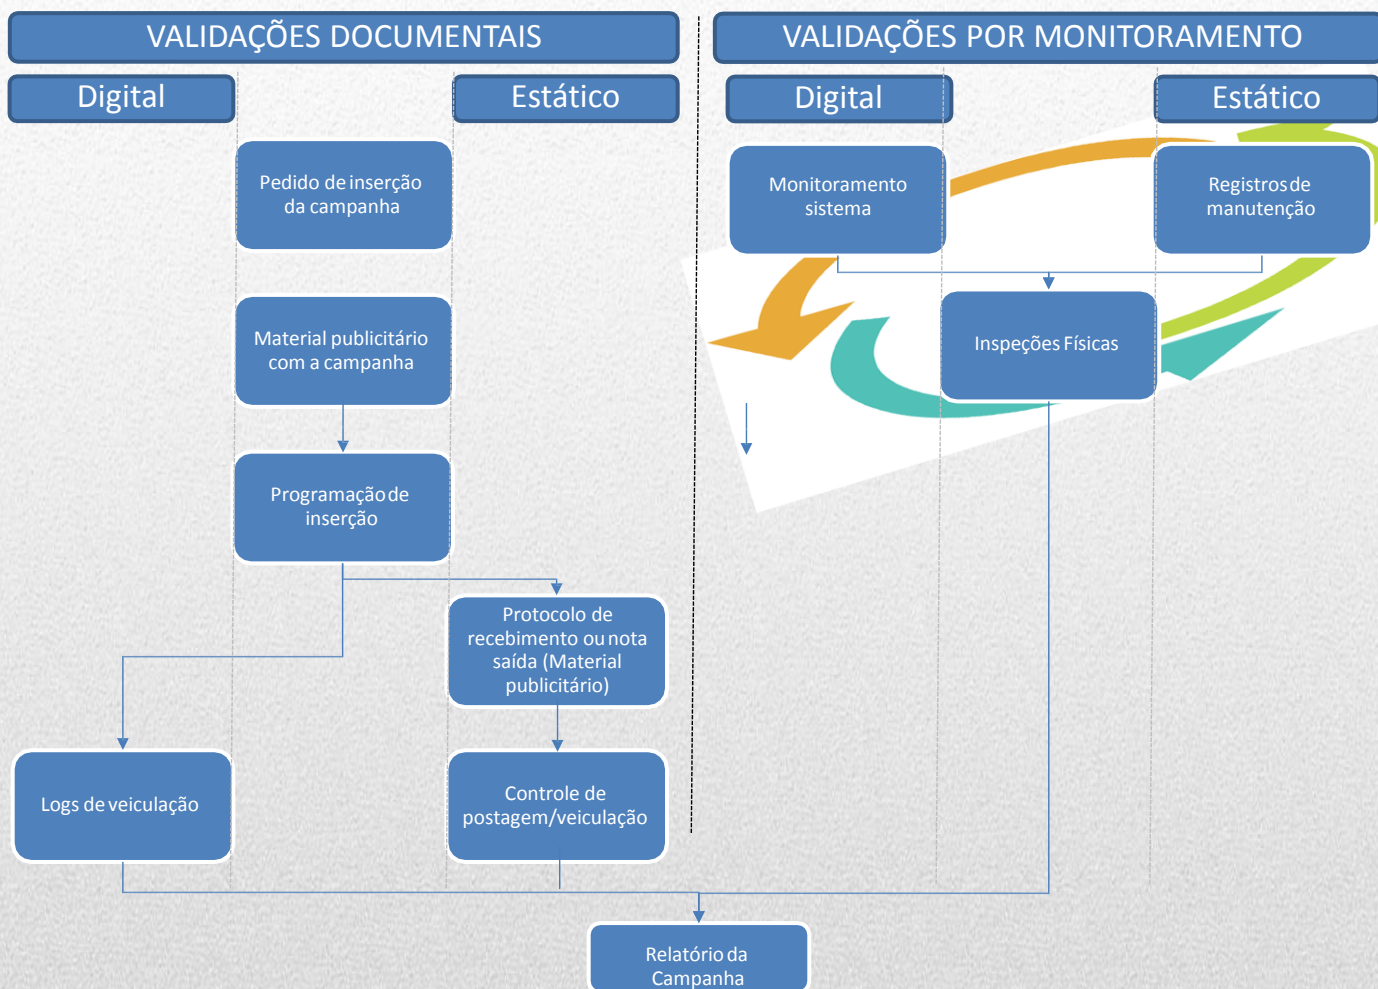 VALIDAÇÕES DOCUMENTAIS
Digital
Estático
Pedido de inserção
da campanha
Material publicitário
com a campanha
Programação de
inserção
Protocolo de
recebimento ou nota
saída (Material
publicitário)
Logs de veiculação
Controle de
postagem/veiculação
VALIDAÇÕES POR MONITORAMENTO
Digital
Estático
Monitoramento
sistema
Registros de
manutenção
Inspeções Físicas
Relatório da
Campanha